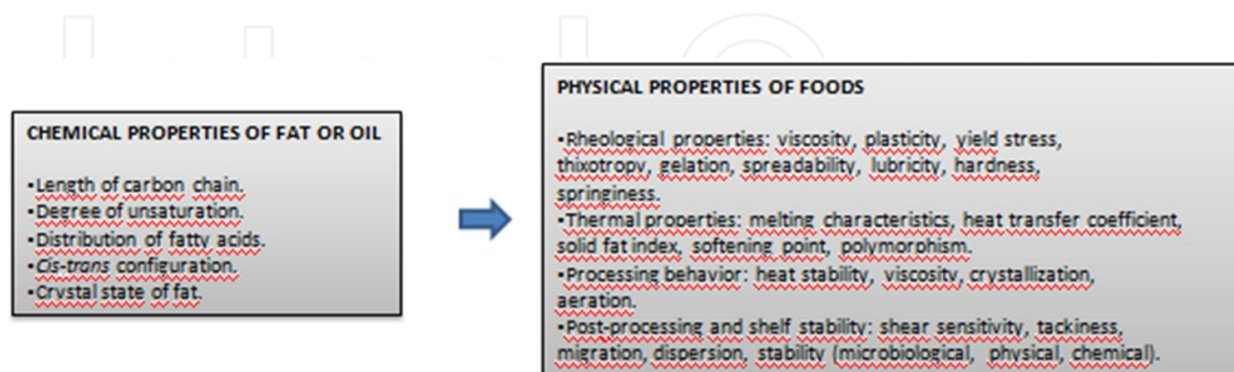 CHEMICAL PROPERTIES OF FAT OR OIL
•Length of carbon chain.
•Degree of unsaturation.
•Distribution of fatty acids.
•Cis-trans configuration.
•Crystal state of fat.
PHYSICAL PROPERTIES OF FOODS
•Rheological properties: viscosity, plasticity, yield stress,
thixotropy, gelation, spreadability, lubricity, hardness,
springiness.
•Thermal properties: melting characteristics, heat transfer coefficient,
solid fat index, softening point, polymorphism.
•Processing behavior: heat stability, viscosity, crystallization,
aeration.
•Post-processing and shelf stability: shear sensitivity, tackiness,
migration, dispersion, stability (microbiological, physical, chemical).